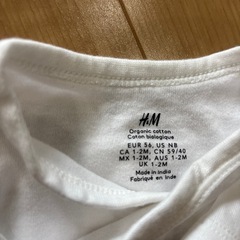 H&M
Organic cotton
Coton biologique
EUR 56, US NB
CA 1-2M, CN 59/40
MX 1-2M, AUS 1-2M
UK 1-2M
Made in India
Fabriqué en Inde